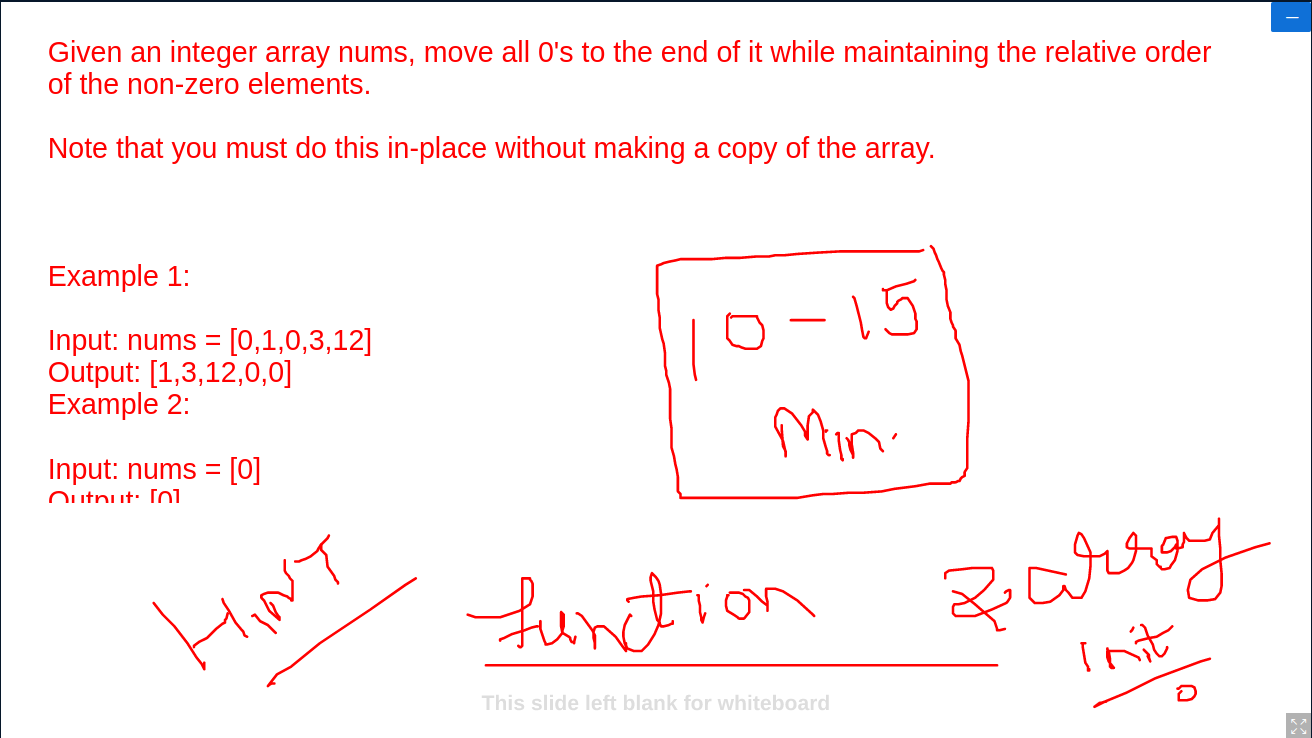 Given an integer array nums, move all 0's to the end of it while maintaining the relative order
of the non-zero elements.
Note that you must do this in-place without making a copy of the array.
Example 1:
Input: nums = [0,1,0,3,12]
Output: [1,3,12,0,0]
Example 2:
Input: nums = [0]
Output: [0]
10 - 15
Min.
HINT
function
2 array
init
0
This slide left blank for whiteboard